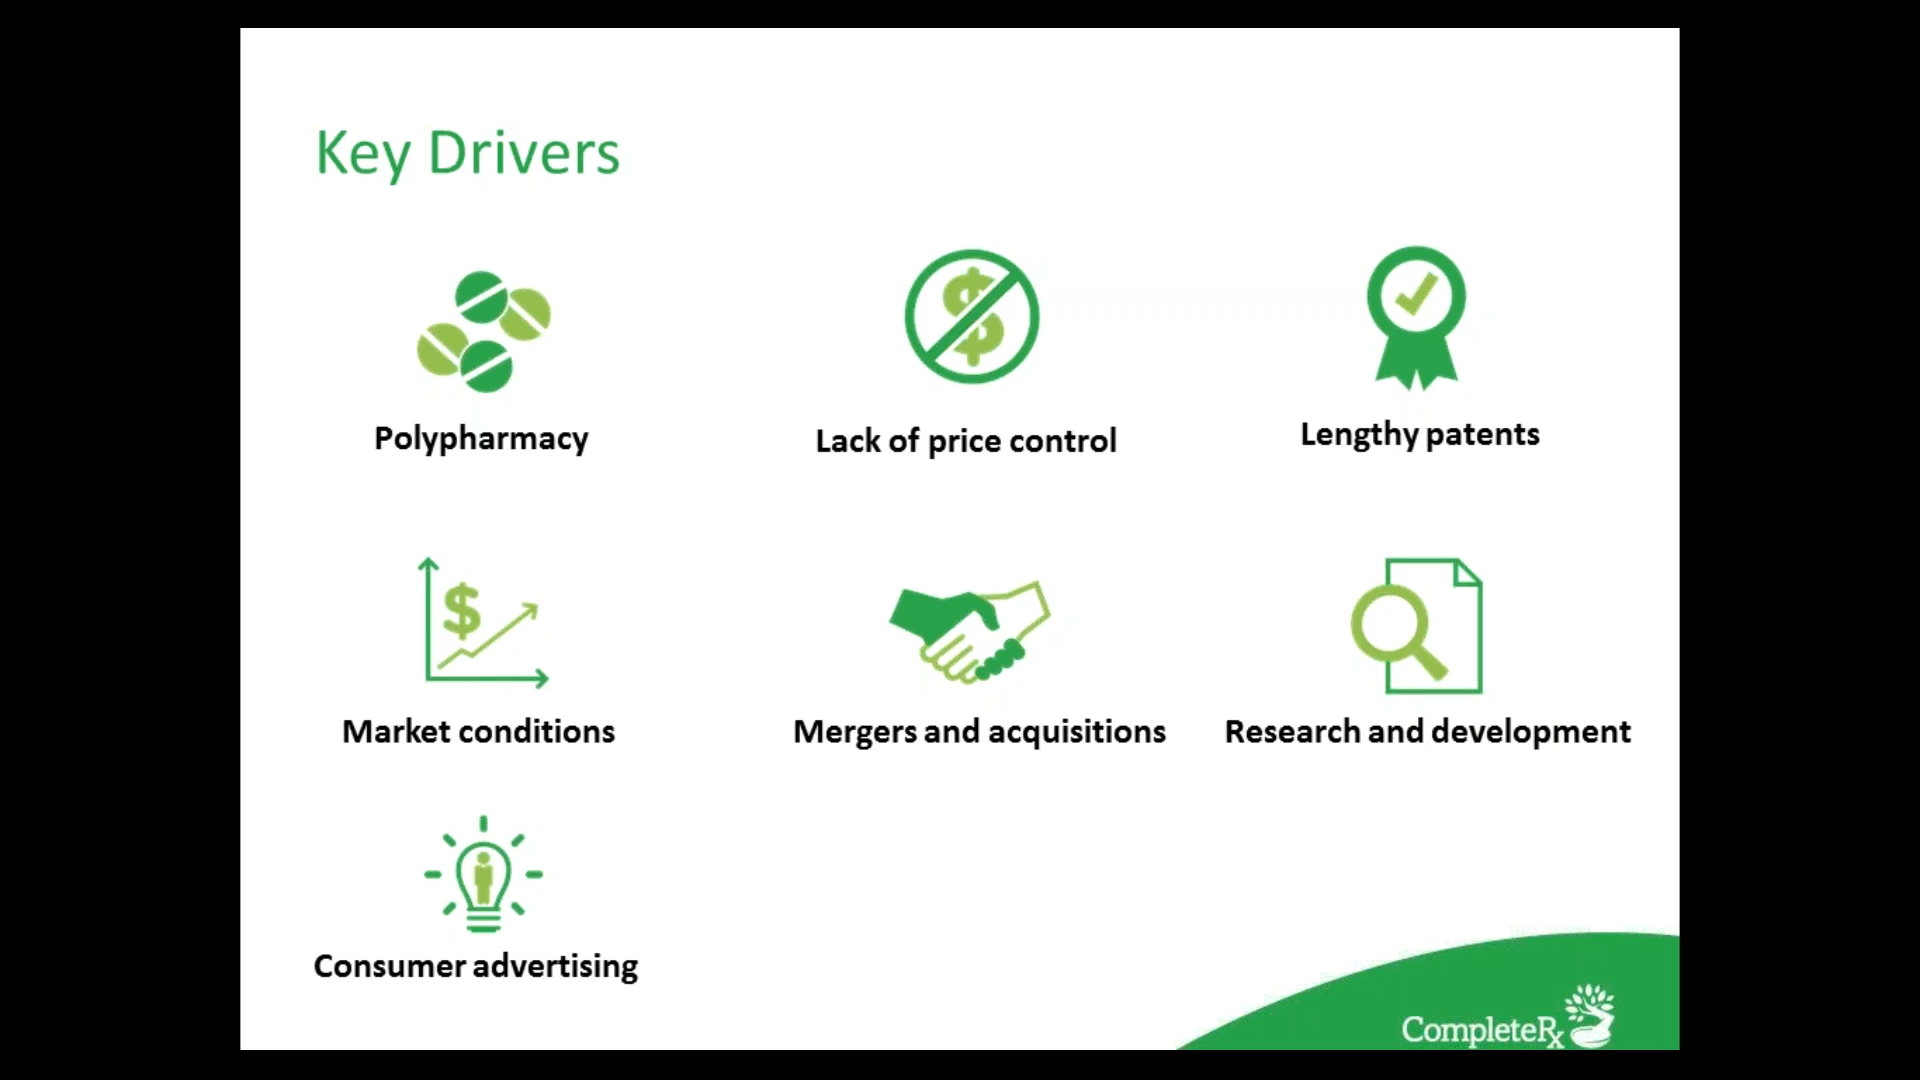 Key Drivers
Polypharmacy
Lack of price control
Lengthy patents
$
Market conditions
Mergers and acquisitions
Research and development
Consumer advertising
CompleteRx